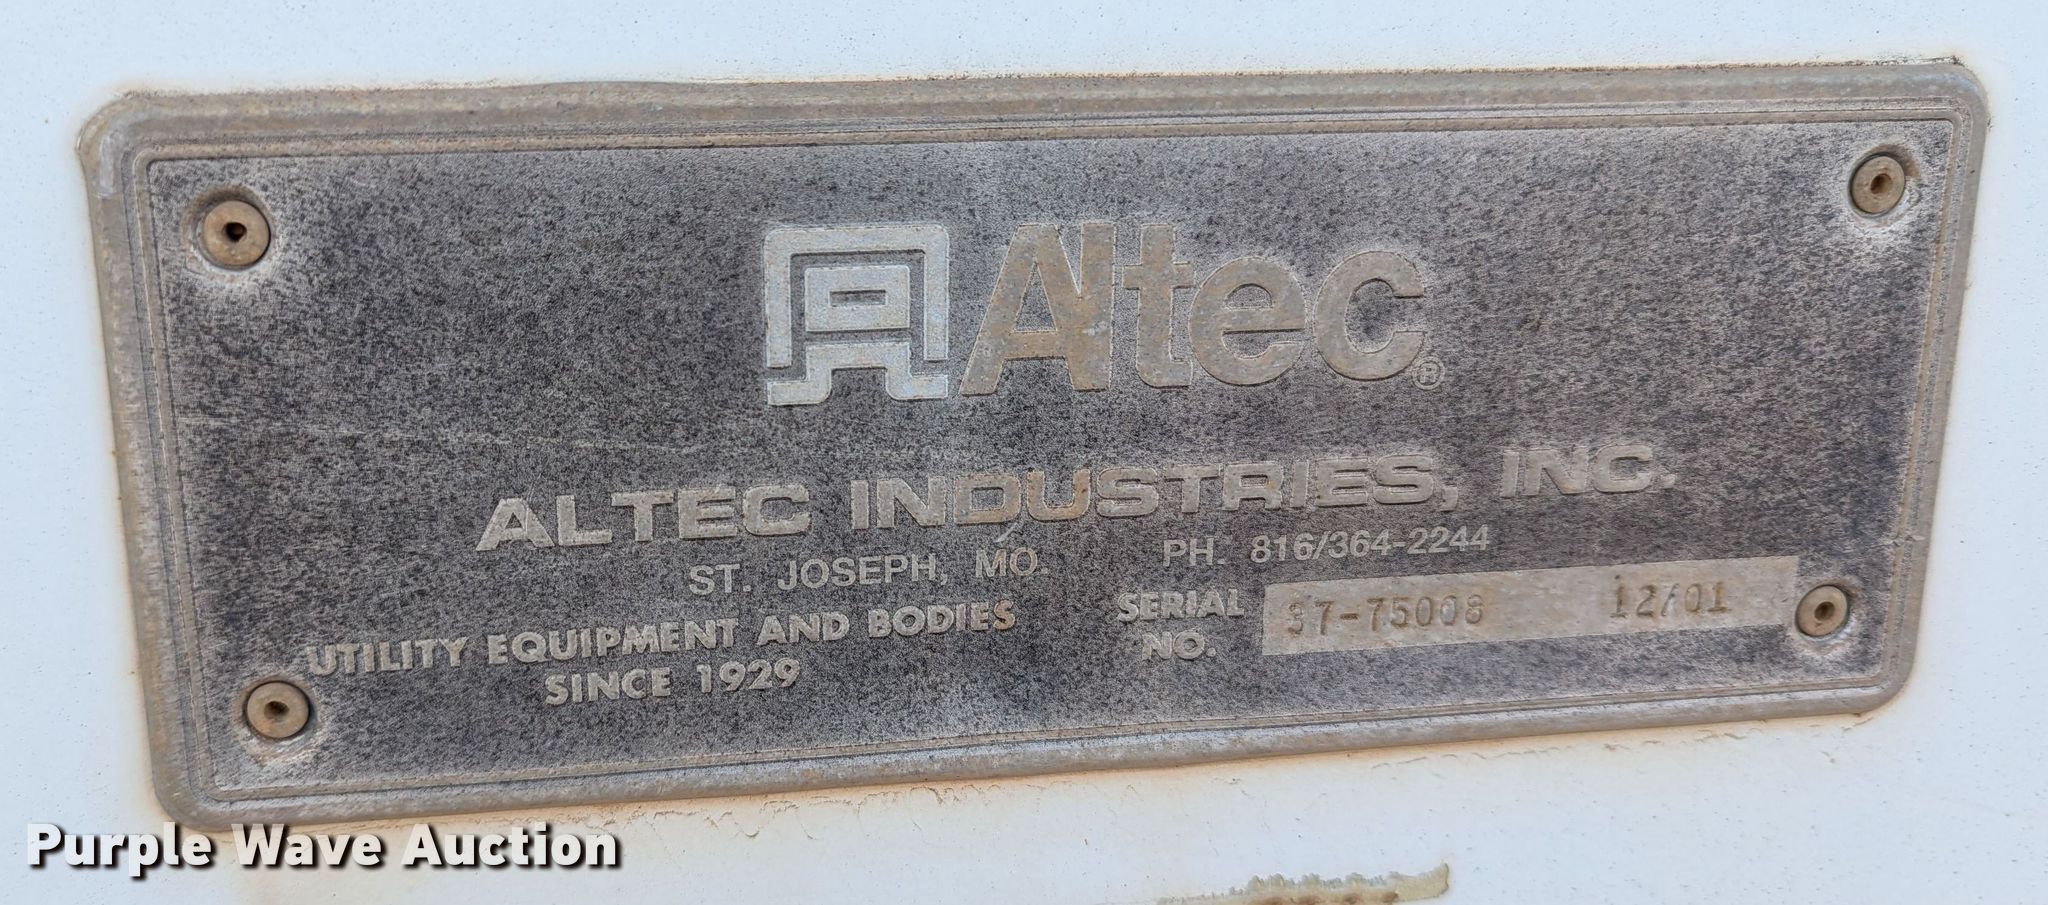 Altec®
ALTEC INDUSTRIES, INC.
ST. JOSEPH, MO. PH. 816/364-2244
UTILITY EQUIPMENT AND BODIES
SINCE 1929
SERIAL NO. 37-75008 12/01
Purple Wave Auction